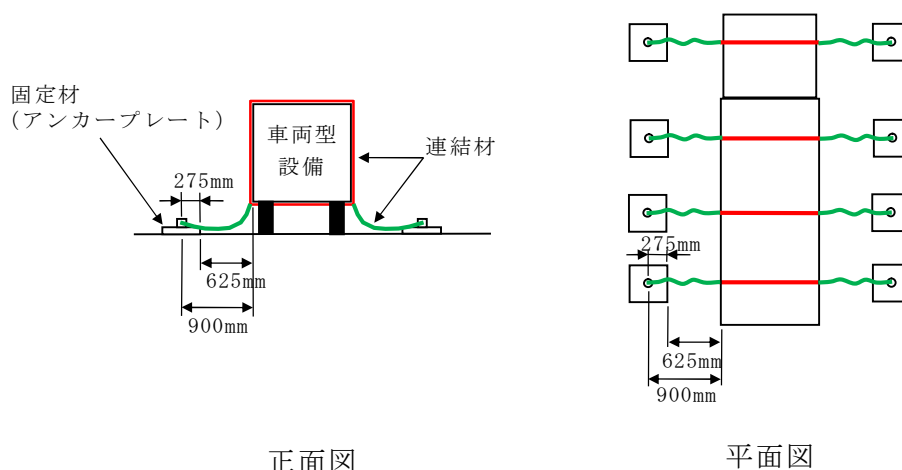 固定材
(アンカープレート)
車両型
設備
連結材
275mm
625mm
900mm
正面図
275mm
625mm
900mm
平面図